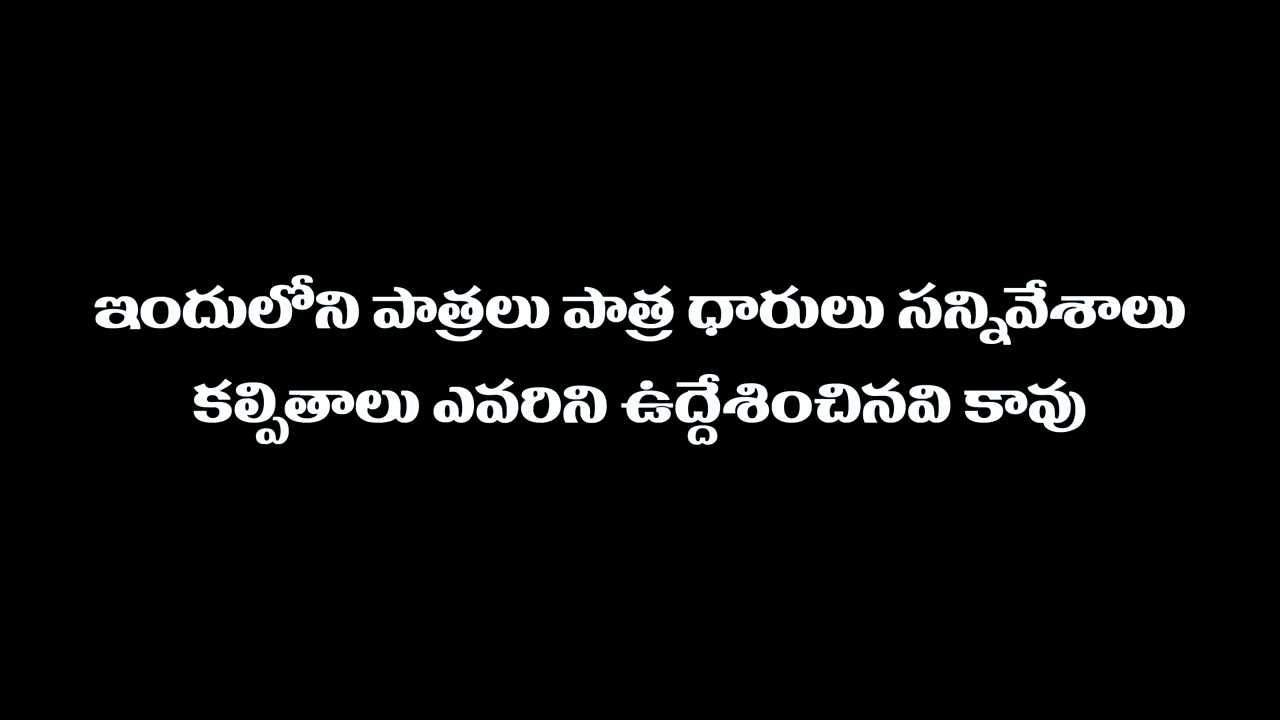 ఇందులోని పాత్రలు పాత్ర ధారులు సన్నివేశాలు
కల్పితాలు ఎవరిని ఉద్దేశించినవి కావు